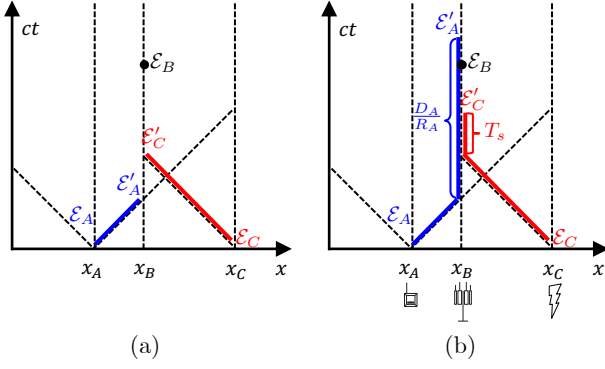 ct
ℰ_B
ℰ'_C
ℰ'_A
ℰ_A
ℰ_C
x_A x_B x_C x
(a)
ct
ℰ'_A
ℰ_B
D_A/R_A
ℰ'_C
T_s
ℰ_A
ℰ_C
x_A x_B x_C x
(b)